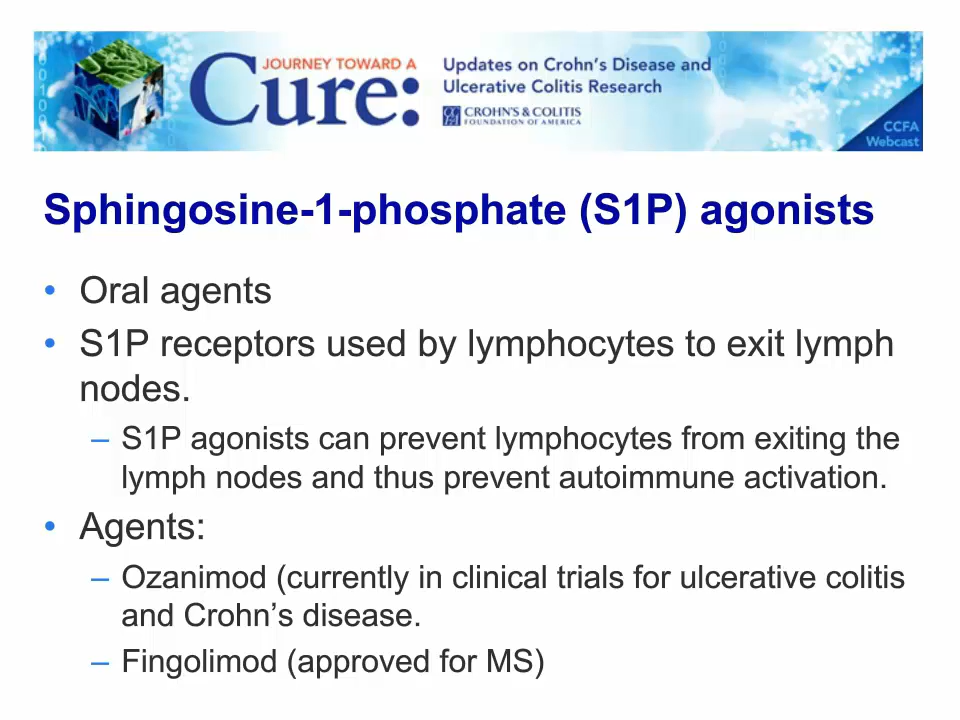 JOURNEY TOWARD A
Cure:
Updates on Crohn's Disease and
Ulcerative Colitis Research
CROHN'S & COLITIS
FOUNDATION OF AMERICA
CCFA
Webcast
Sphingosine-1-phosphate (S1P) agonists
• Oral agents
• S1P receptors used by lymphocytes to exit lymph
nodes.
– S1P agonists can prevent lymphocytes from exiting the
lymph nodes and thus prevent autoimmune activation.
• Agents:
– Ozanimod (currently in clinical trials for ulcerative colitis
and Crohn's disease.
– Fingolimod (approved for MS)